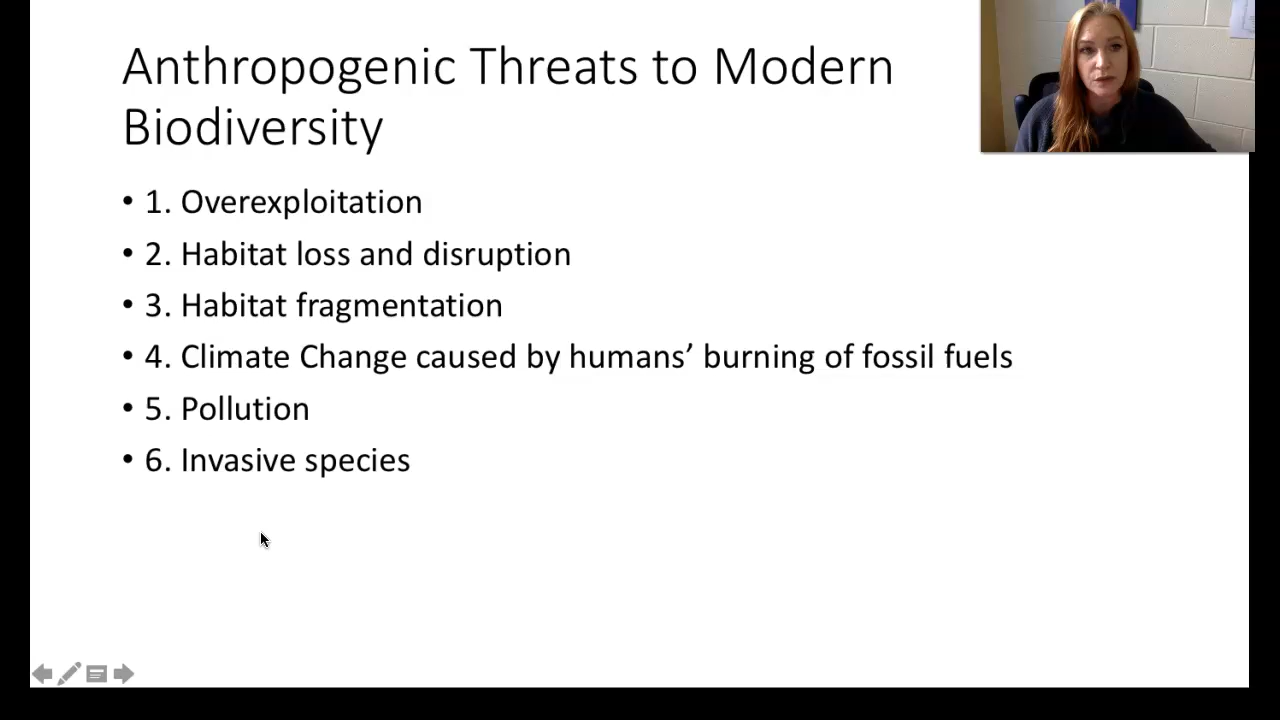 Anthropogenic Threats to Modern
Biodiversity
• 1. Overexploitation
• 2. Habitat loss and disruption
• 3. Habitat fragmentation
• 4. Climate Change caused by humans’ burning of fossil fuels
• 5. Pollution
• 6. Invasive species